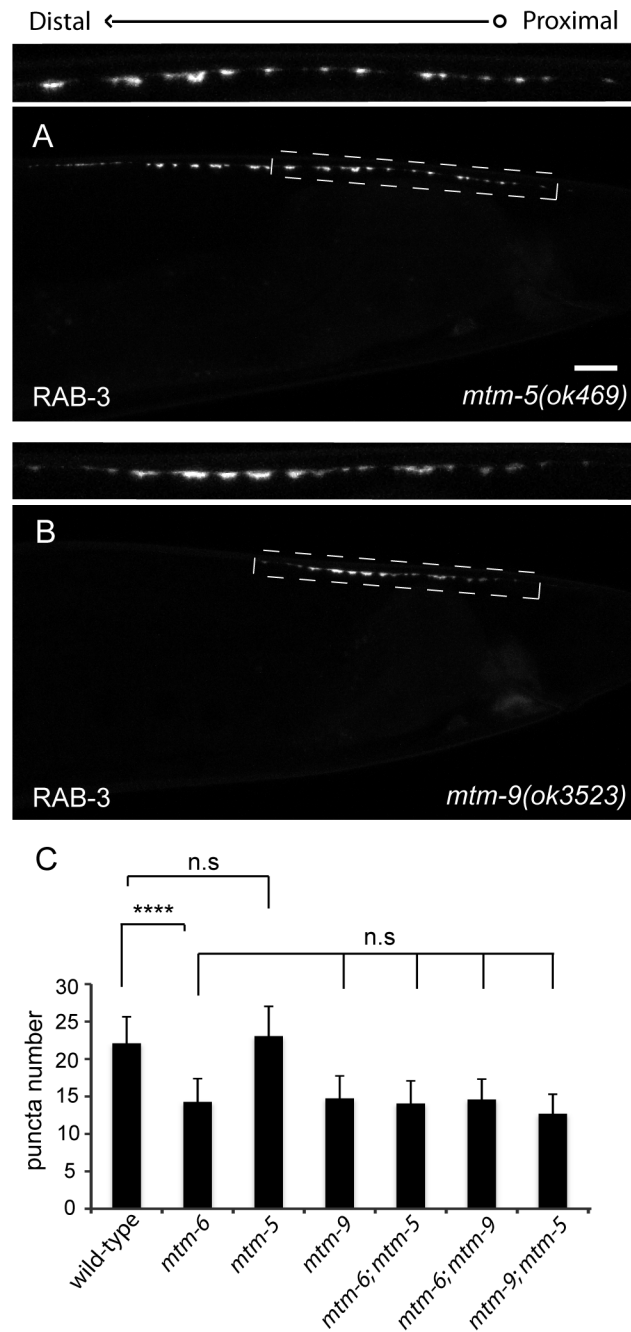 Distal Proximal
A
RAB-3 mtm-5(ok469)
B
RAB-3 mtm-9(ok3523)
C
n.s
****
n.s
puncta number
30
25
20
15
10
5
0
wild-type mtm-6 mtm-5 mtm-9 mtm-6; mtm-5 mtm-6; mtm-9 mtm-9; mtm-5